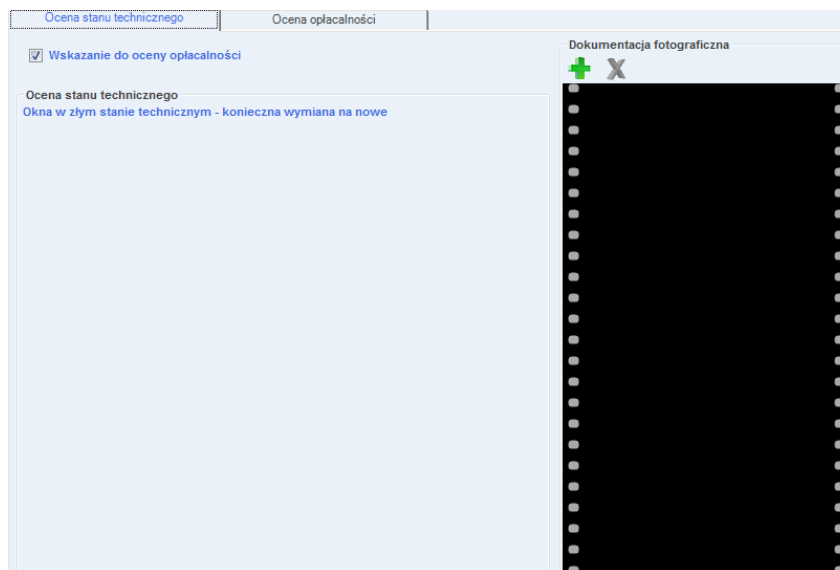 Ocena stanu technicznego
Ocena opłacalności
Wskazanie do oceny opłacalności
Dokumentacja fotograficzna
Ocena stanu technicznego
Okna w złym stanie technicznym - konieczna wymiana na nowe